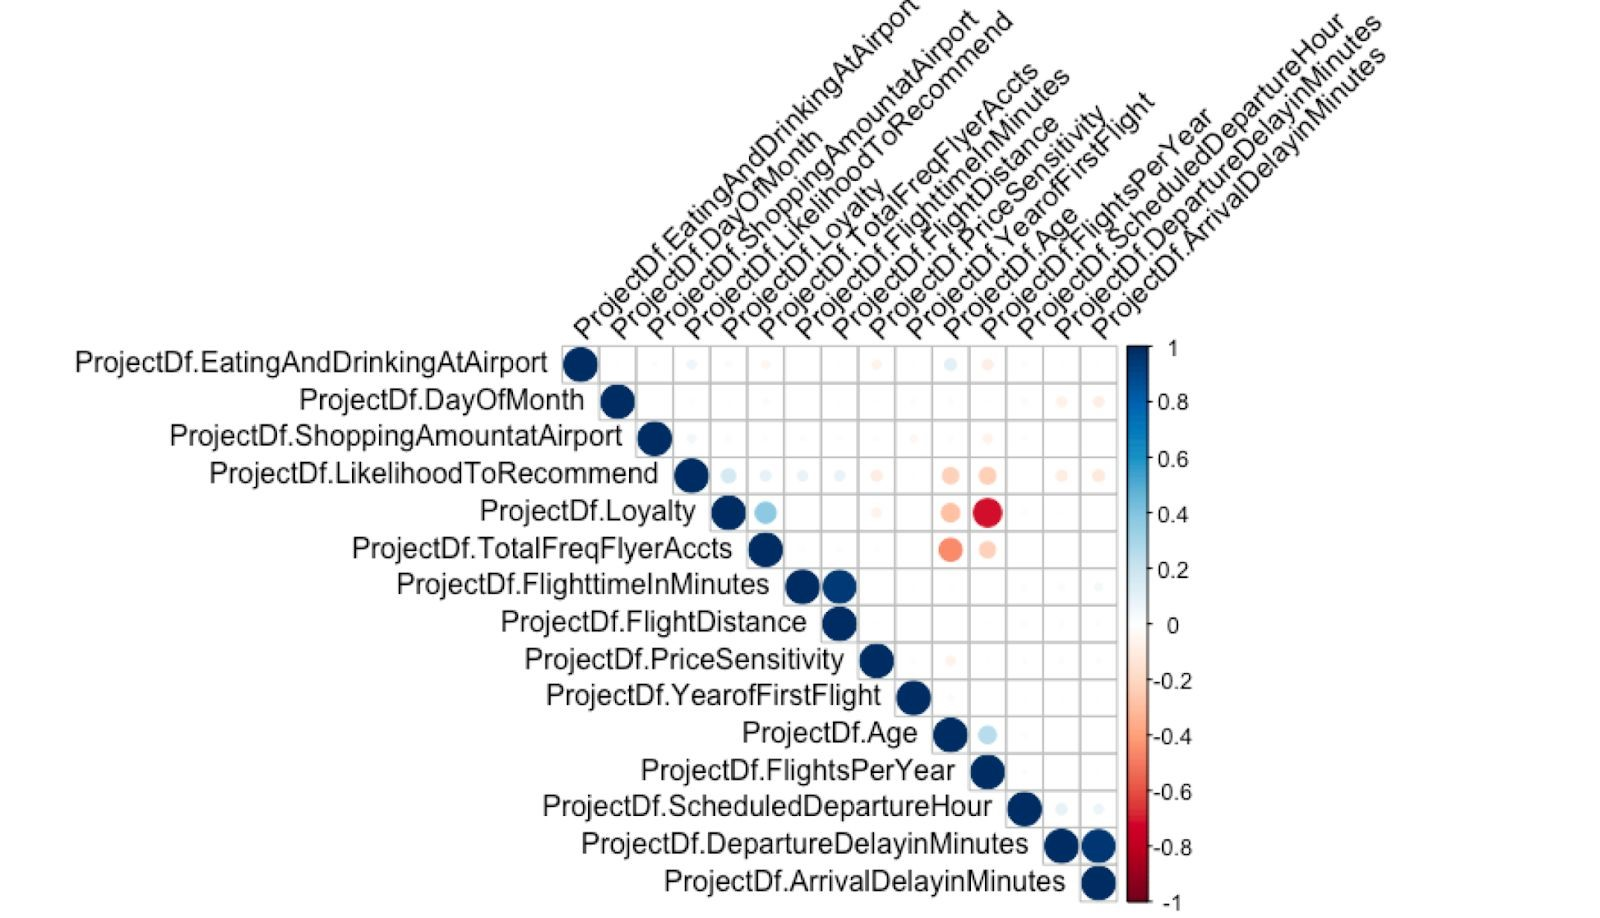 ProjectDf.EatingAndDrinkingAtAirport
ProjectDf.DayOfMonth
ProjectDf.ShoppingAmountatAirport
ProjectDf.LikelihoodToRecommend
ProjectDf.Loyalty
ProjectDf.TotalFreqFlyerAccts
ProjectDf.FlighttimeInMinutes
ProjectDf.FlightDistance
ProjectDf.PriceSensitivity
ProjectDf.YearofFirstFlight
ProjectDf.Age
ProjectDf.FlightsPerYear
ProjectDf.ScheduledDepartureHour
ProjectDf.DepartureDelayinMinutes
ProjectDf.ArrivalDelayinMinutes
ProjectDf.EatingAndDrinkingAtAirport
ProjectDf.DayOfMonth
ProjectDf.ShoppingAmountatAirport
ProjectDf.LikelihoodToRecommend
ProjectDf.Loyalty
ProjectDf.TotalFreqFlyerAccts
ProjectDf.FlighttimeInMinutes
ProjectDf.FlightDistance
ProjectDf.PriceSensitivity
ProjectDf.YearofFirstFlight
ProjectDf.Age
ProjectDf.FlightsPerYear
ProjectDf.ScheduledDepartureHour
ProjectDf.DepartureDelayinMinutes
ProjectDf.ArrivalDelayinMinutes
1
0.8
0.6
0.4
0.2
0
-0.2
-0.4
-0.6
-0.8
-1